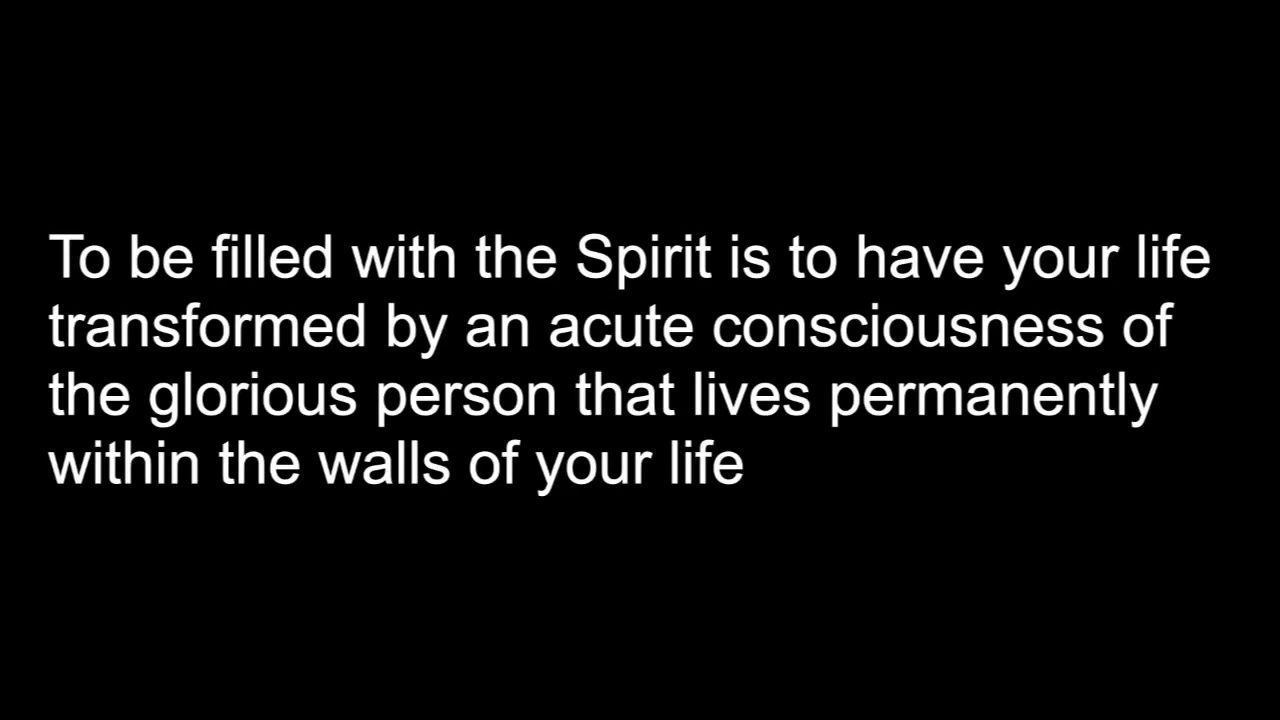 To be filled with the Spirit is to have your life
transformed by an acute consciousness of
the glorious person that lives permanently
within the walls of your life